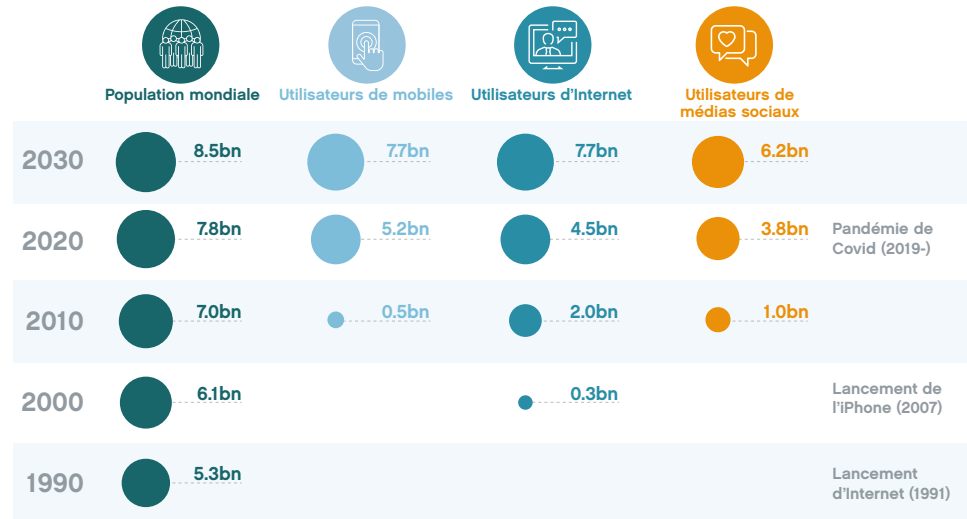 Population mondiale
Utilisateurs de mobiles
Utilisateurs d'Internet
Utilisateurs de
médias sociaux
2030
8.5bn
7.7bn
7.7bn
6.2bn
2020
7.8bn
5.2bn
4.5bn
3.8bn
Pandémie de
Covid (2019-)
2010
7.0bn
0.5bn
2.0bn
1.0bn
2000
6.1bn
0.3bn
Lancement de
l'iPhone (2007)
1990
5.3bn
Lancement
d'Internet (1991)